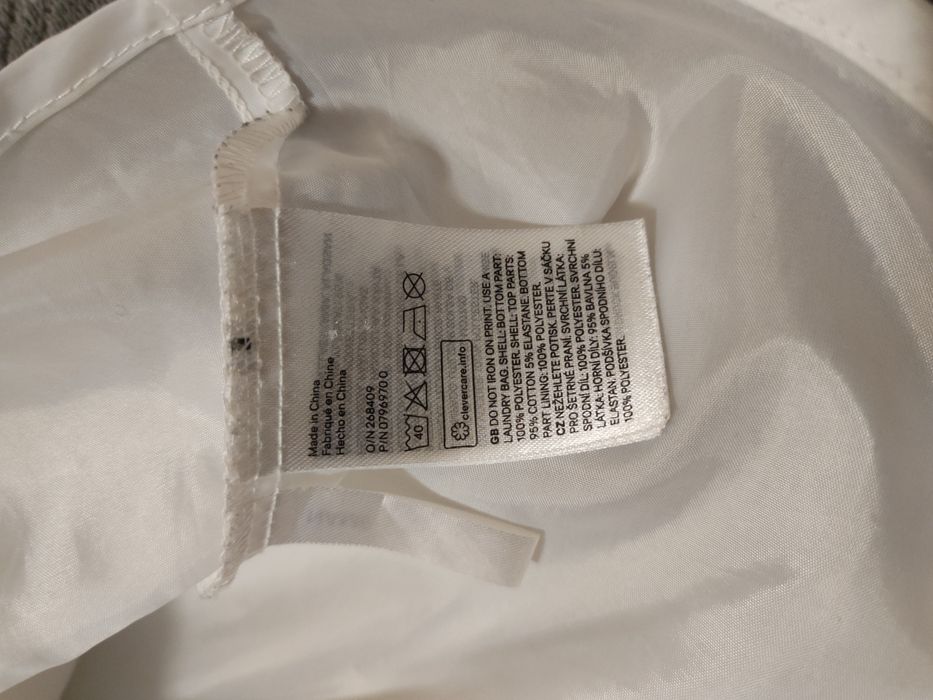 Made in China
Fabriqué en Chine
Hecho en China
O/N 268409
P/N 0796970 0
40
clevercare.info
GB DO NOT IRON ON PRINT. USE A
LAUNDRY BAG. SHELL: BOTTOM PART:
100% POLYESTER. SHELL: TOP PARTS:
95% COTTON 5% ELASTANE. BOTTOM
PART LINING: 100% POLYESTER.
CZ NEŽEHLETE POTISK. PERTE V SÁČKU
PRO ŠETRNÉ PRANÍ. SVRCHNÍ LÁTKA:
SPODNÍ DÍL: 100% POLYESTER. SVRCHNÍ
LÁTKA: HORNÍ DÍLY: 95% BAVLNA 5%
ELASTAN. PODŠÍVKA SPODNÍHO DÍLU:
100% POLYESTER.